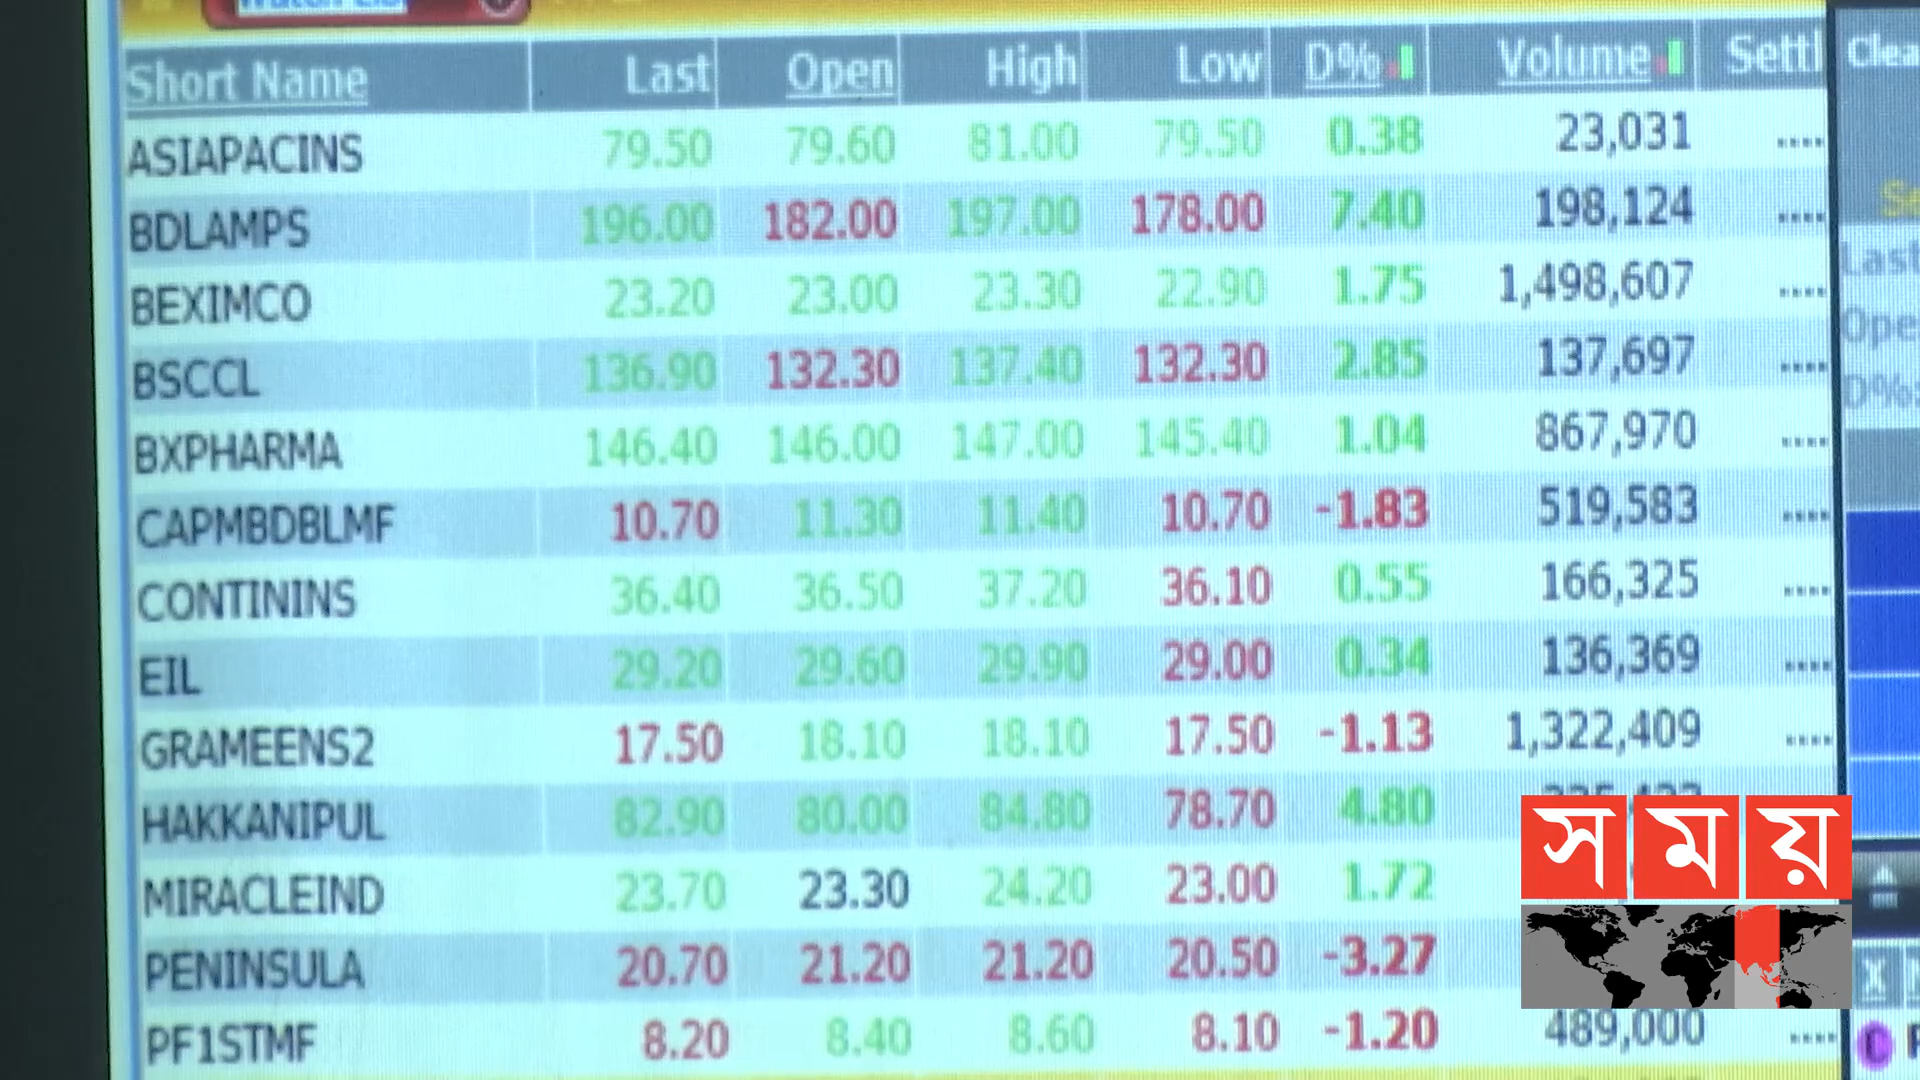 Short Name Last Open High Low D% Volume Settl Clea
ASIAPACINS 79.50 79.60 81.00 79.50 0.38 23,031 ....
BDLAMPS 196.00 182.00 197.00 178.00 7.40 198,124 .... Se
BEXIMCO 23.20 23.00 23.30 22.90 1.75 1,498,607 .... Last
BSCCL 136.90 132.30 137.40 132.30 2.85 137,697 .... Ope
D%:
BXPHARMA 146.40 146.00 147.00 145.40 1.04 867,970 ....
CAPMBDBLMF 10.70 11.30 11.40 10.70 -1.83 519,583 ....
CONTININS 36.40 36.50 37.20 36.10 0.55 166,325 ....
EIL 29.20 29.60 29.90 29.00 0.34 136,369 ....
GRAMEENS2 17.50 18.10 18.10 17.50 -1.13 1,322,409 ....
HAKKANIPUL 82.90 80.00 84.80 78.70 4.80
সময়
MIRACLEIND 23.70 23.30 24.20 23.00 1.72
PENINSULA 20.70 21.20 21.20 20.50 -3.27
X
PF1STMF 8.20 8.40 8.60 8.10 -1.20 489,000 ....
C